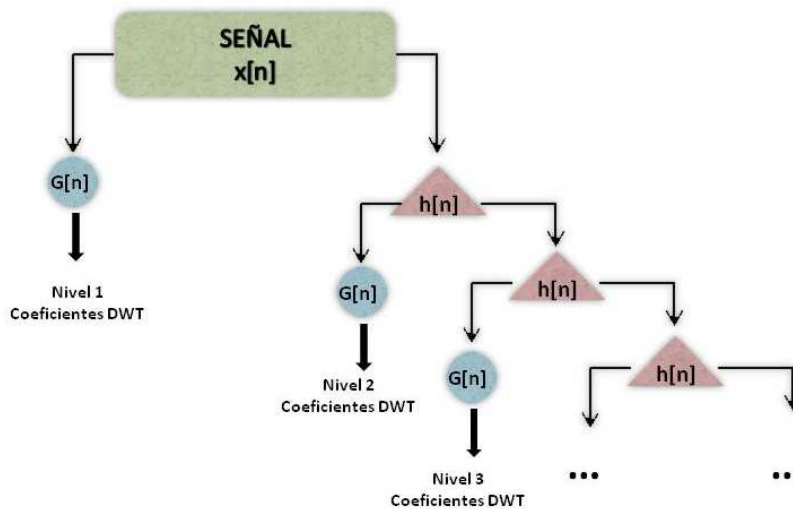 SEÑAL
x[n]
G[n]
h[n]
Nivel 1
Coeficientes DWT
G[n]
h[n]
Nivel 2
Coeficientes DWT
G[n]
h[n]
Nivel 3
Coeficientes DWT
...
...